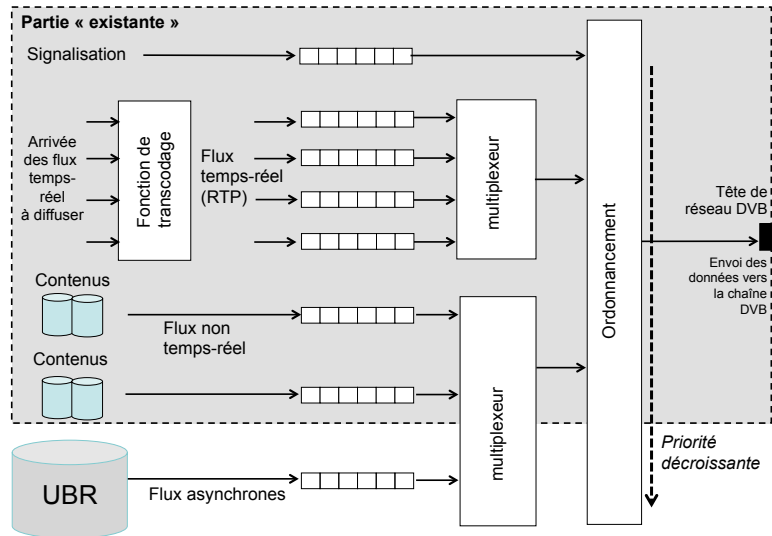 Partie « existante »
Signalisation
Arrivée
des flux
temps-
réel
à diffuser
Fonction de
transcodage
Flux
temps-réel
(RTP)
multiplexeur
Ordonnancement
Tête de
réseau DVB
Envoi des
données vers
la chaîne
DVB
Contenus
Flux non
temps-réel
Contenus
multiplexeur
Priorité
décroissante
UBR
Flux asynchrones